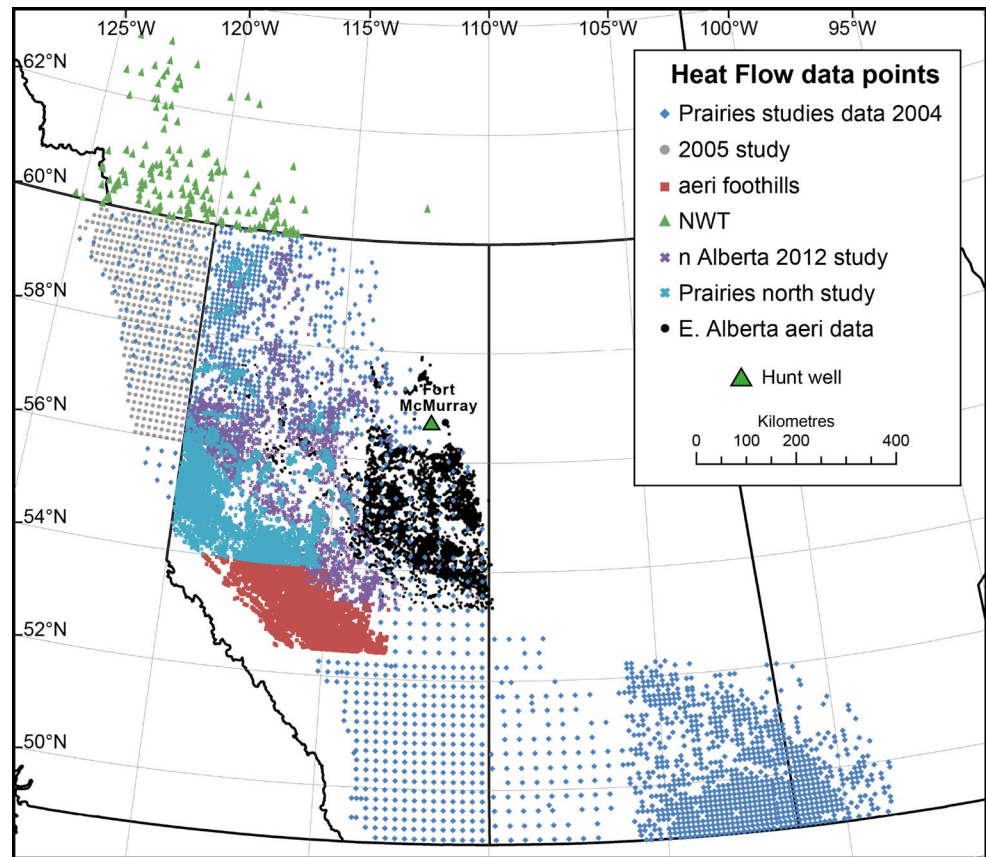 125°W 120°W 115°W 110°W 105°W 100°W 95°W
62°N
60°N
58°N
56°N
54°N
52°N
50°N
Fort
McMurray
Heat Flow data points
Prairies studies data 2004
2005 study
aeri foothills
NWT
n Alberta 2012 study
Prairies north study
E. Alberta aeri data
Hunt well
Kilometres
0 100 200 400